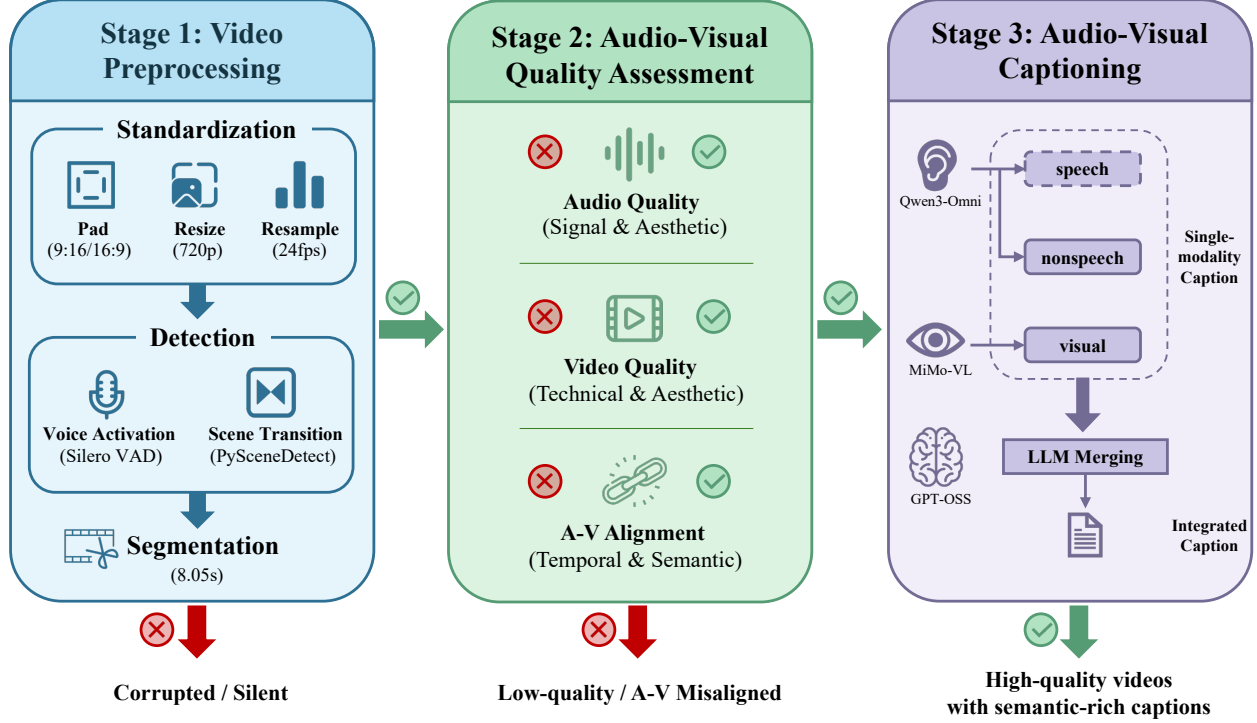 Stage 1: Video
Preprocessing
Standardization
Pad
(9:16/16:9)
Resize
(720p)
Resample
(24fps)
Detection
Voice Activation
(Silero VAD)
Scene Transition
(PySceneDetect)
Segmentation
(8.05s)
Corrupted / Silent
Stage 2: Audio-Visual
Quality Assessment
Audio Quality
(Signal & Aesthetic)
Video Quality
(Technical & Aesthetic)
A-V Alignment
(Temporal & Semantic)
Low-quality / A-V Misaligned
Stage 3: Audio-Visual
Captioning
Qwen3-Omni
speech
nonspeech
Single-
modality
Caption
MiMo-VL
visual
GPT-OSS
LLM Merging
Integrated
Caption
High-quality videos
with semantic-rich captions